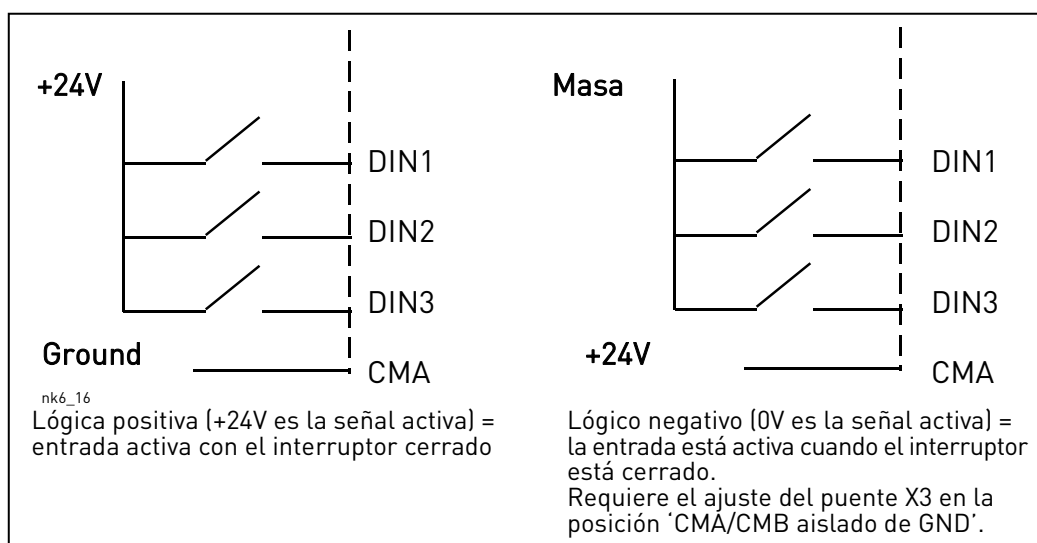 +24V
DIN1
DIN2
DIN3
Ground
CMA
nk6_16
Lógica positiva (+24V es la señal activa) =
entrada activa con el interruptor cerrado
Masa
DIN1
DIN2
DIN3
+24V
CMA
Lógico negativo (0V es la señal activa) =
la entrada está activa cuando el interruptor
está cerrado.
Requiere el ajuste del puente X3 en la
posición ‘CMA/CMB aislado de GND’.